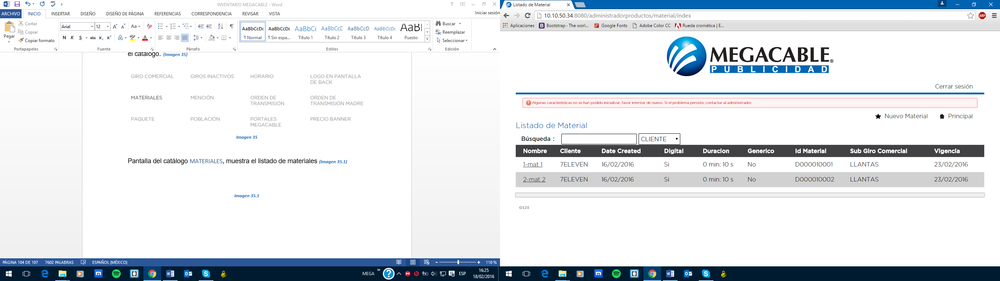 INVENTARIO MEGACABLE - Word
ARCHIVO INICIO INSERTAR DISEÑO DISEÑO DE PÁGINA REFERENCIAS CORRESPONDENCIA REVISAR VISTA Iniciar sesión
Pegar
Cortar
Copiar
Copiar formato
Portapapeles
Arial 12
Fuente
Párrafo
AaBbCcDc AaBbCcDc AaBbC( AaBbCcE AaBbCcD AaBbCcDc AaBl
¶ Normal ¶ Sin espa... Título 1 Título 2 Título 3 Título 4 Puesto
Estilos
Buscar
Reemplazar
Seleccionar
Edición
el catálogo. (Imagen 35)
GIRO COMERCIAL GIROS INACTIVOS HORARIO LOGO EN PANTALLA DE BACK
MATERIALES MENCIÓN ORDEN DE TRANSMISIÓN ORDEN DE TRANSMISIÓN MADRE
PAQUETE POBLACIÓN PORTALES MEGACABLE PRECIO BANNER
Imagen 35
Pantalla del catálogo MATERIALES, muestra el listado de materiales (Imagen 35.1)
Imagen 35.1
PÁGINA 104 DE 107 7602 PALABRAS ESPAÑOL (MÉXICO) 110 %
MEGA » ESP 16:25
18/02/2016
Listado de Material
10.10.50.34:8080/administradorproductos/material/index
ABP
Aplicaciones Bootstrap · The worl... Google Fonts Adobe Color CC Rueda cromática | E...
MEGACABLE®
PUBLICIDAD
Cerrar sesión
Algunas características no se han podido inicializar, favor intentar de nuevo. Si el problema persiste, contactar al administrador.
Nuevo Material Principal
Listado de Material
Búsqueda : CLIENTE
Nombre Cliente Date Created Digital Duracion Generico Id Material Sub Giro Comercial Vigencia
1-mat 1 7ELEVEN 16/02/2016 Si 0 min: 10 s No D000010001 LLANTAS 23/02/2016
2-mat 2 7ELEVEN 16/02/2016 Si 0 min: 10 s No D000010002 LLANTAS 23/02/2016
0.1.23